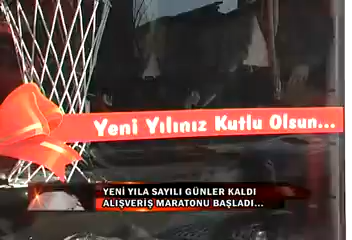 Yeni Yılınız Kutlu Olsun...
YENİ YILA SAYILI GÜNLER KALDI
ALIŞVERİŞ MARATONU BAŞLADI...